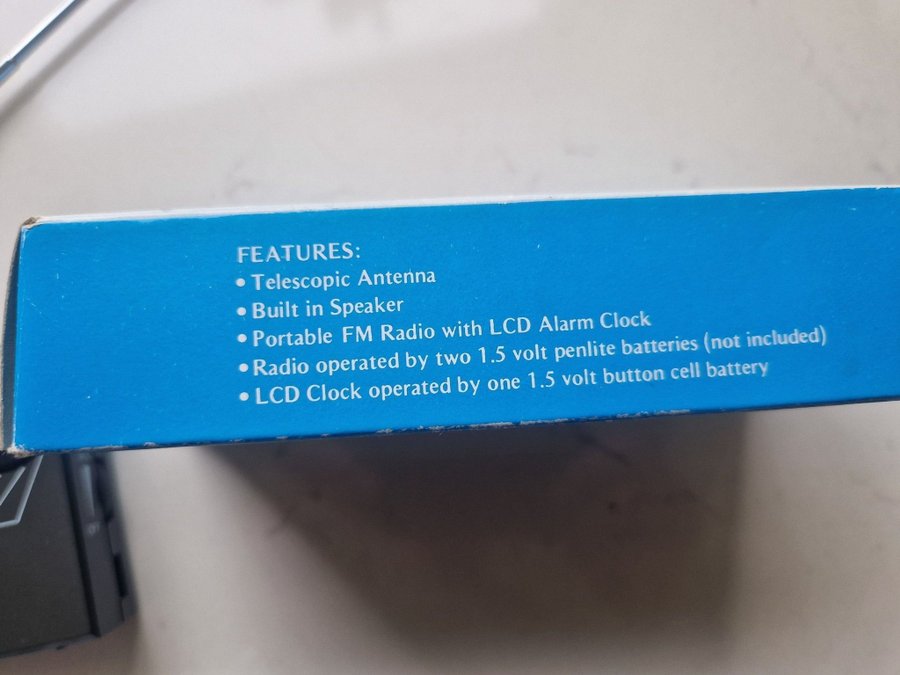 FEATURES:
• Telescopic Antenna
• Built in Speaker
• Portable FM Radio with LCD Alarm Clock
• Radio operated by two 1.5 volt penlite batteries (not included)
• LCD Clock operated by one 1.5 volt button cell battery